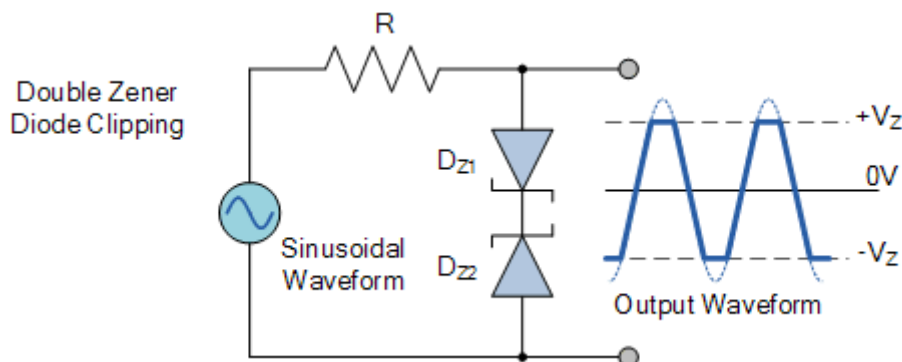 R
Double Zener
Diode Clipping
DZ1
+VZ
0V
Sinusoidal
Waveform
DZ2
-VZ
Output Waveform